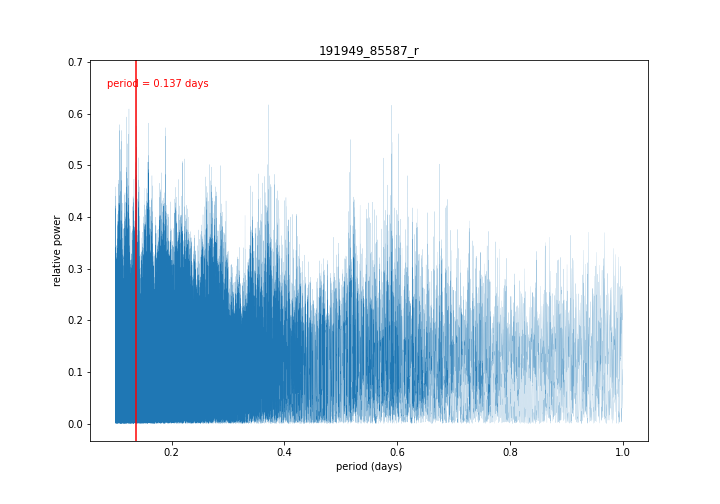 191949_85587_r
0.7
period = 0.137 days
0.6
0.5
0.4
0.3
0.2
0.1
0.0
relative power
0.2 0.4 0.6 0.8 1.0
period (days)